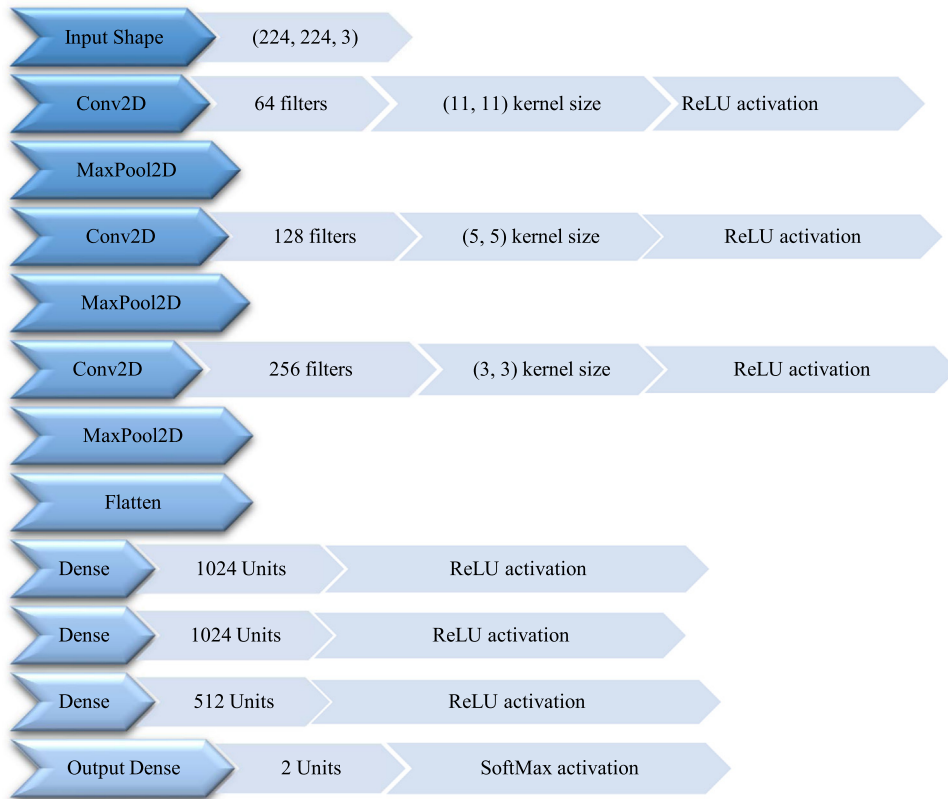 Input Shape (224, 224, 3)
Conv2D 64 filters (11, 11) kernel size ReLU activation
MaxPool2D
Conv2D 128 filters (5, 5) kernel size ReLU activation
MaxPool2D
Conv2D 256 filters (3, 3) kernel size ReLU activation
MaxPool2D
Flatten
Dense 1024 Units ReLU activation
Dense 1024 Units ReLU activation
Dense 512 Units ReLU activation
Output Dense 2 Units SoftMax activation